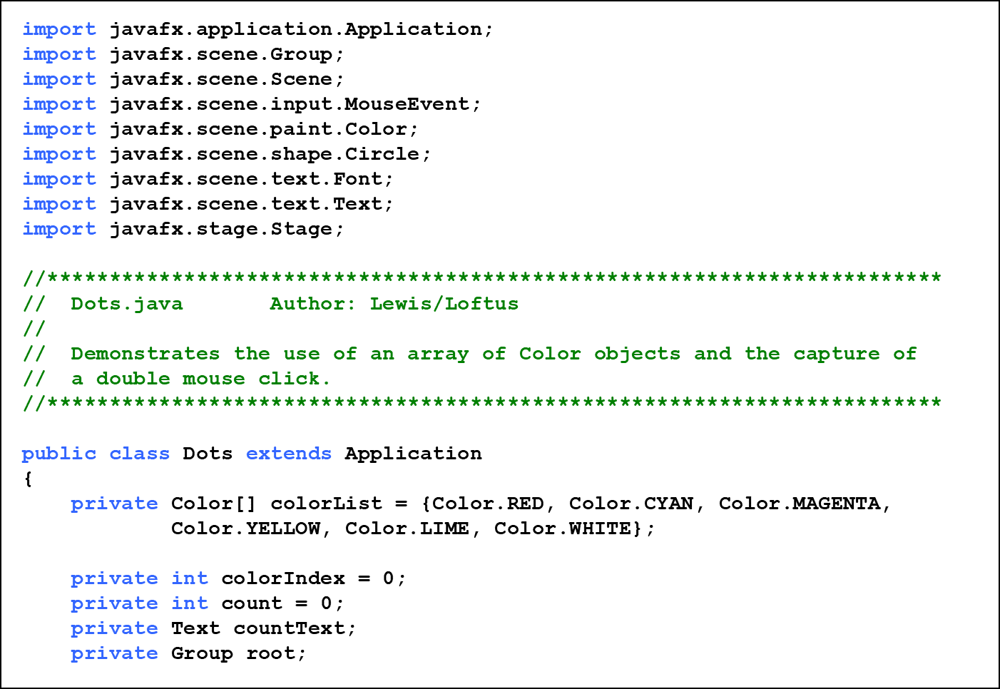 import javafx.application.Application;
import javafx.scene.Group;
import javafx.scene.Scene;
import javafx.scene.input.MouseEvent;
import javafx.scene.paint.Color;
import javafx.scene.shape.Circle;
import javafx.scene.text.Font;
import javafx.scene.text.Text;
import javafx.stage.Stage;

//************************************************************************
//  Dots.java       Author: Lewis/Loftus
//
//  Demonstrates the use of an array of Color objects and the capture of
//  a double mouse click.
//************************************************************************

public class Dots extends Application
{
    private Color[] colorList = {Color.RED, Color.CYAN, Color.MAGENTA,
            Color.YELLOW, Color.LIME, Color.WHITE};

    private int colorIndex = 0;
    private int count = 0;
    private Text countText;
    private Group root;